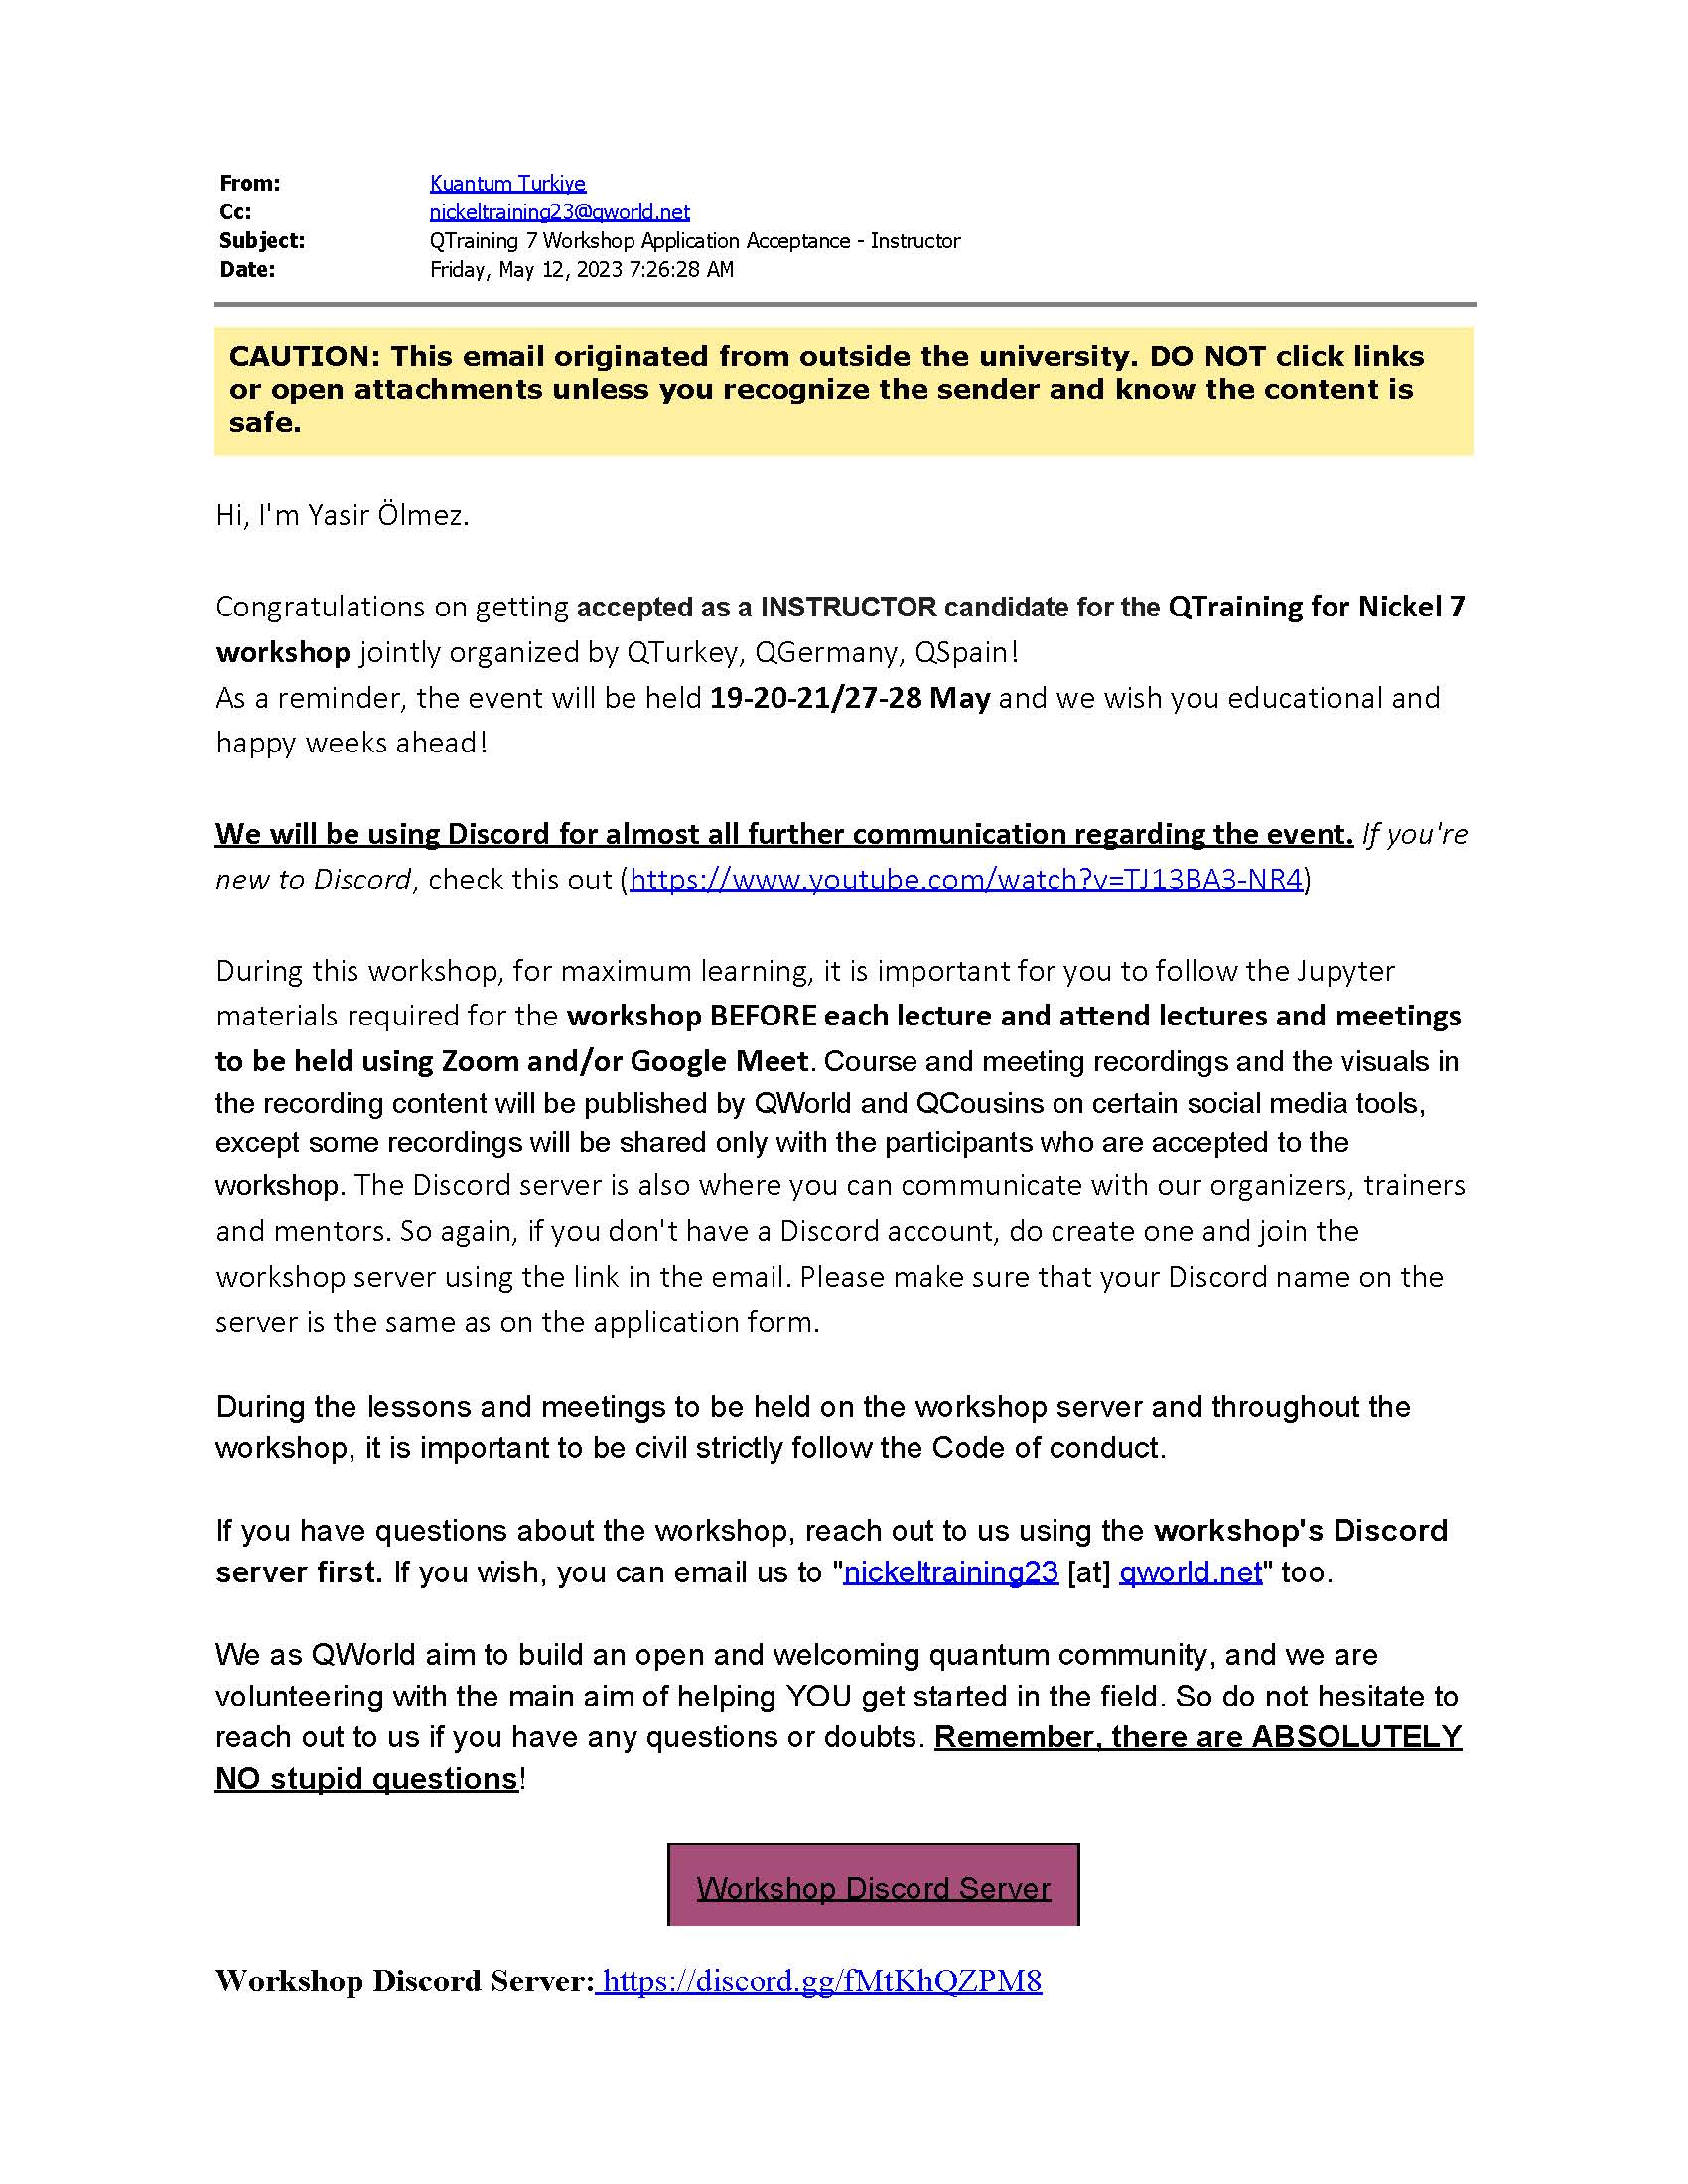 From: Kuantum Turkiye
Cc: nickeltraining23@qworld.net
Subject: QTraining 7 Workshop Application Acceptance - Instructor
Date: Friday, May 12, 2023 7:26:28 AM
CAUTION: This email originated from outside the university. DO NOT click links
or open attachments unless you recognize the sender and know the content is
safe.
Hi, I'm Yasir Ölmez.
Congratulations on getting accepted as a INSTRUCTOR candidate for the QTraining for Nickel 7
workshop jointly organized by QTurkey, QGermany, QSpain!
As a reminder, the event will be held 19-20-21/27-28 May and we wish you educational and
happy weeks ahead!
We will be using Discord for almost all further communication regarding the event. If you're
new to Discord, check this out (https://www.youtube.com/watch?v=TJ13BA3-NR4)
During this workshop, for maximum learning, it is important for you to follow the Jupyter
materials required for the workshop BEFORE each lecture and attend lectures and meetings
to be held using Zoom and/or Google Meet. Course and meeting recordings and the visuals in
the recording content will be published by QWorld and QCousins on certain social media tools,
except some recordings will be shared only with the participants who are accepted to the
workshop. The Discord server is also where you can communicate with our organizers, trainers
and mentors. So again, if you don't have a Discord account, do create one and join the
workshop server using the link in the email. Please make sure that your Discord name on the
server is the same as on the application form.
During the lessons and meetings to be held on the workshop server and throughout the
workshop, it is important to be civil strictly follow the Code of conduct.
If you have questions about the workshop, reach out to us using the workshop's Discord
server first. If you wish, you can email us to "nickeltraining23 [at] qworld.net" too.
We as QWorld aim to build an open and welcoming quantum community, and we are
volunteering with the main aim of helping YOU get started in the field. So do not hesitate to
reach out to us if you have any questions or doubts. Remember, there are ABSOLUTELY
NO stupid questions!
Workshop Discord Server
Workshop Discord Server: https://discord.gg/fMtKhQZPM8